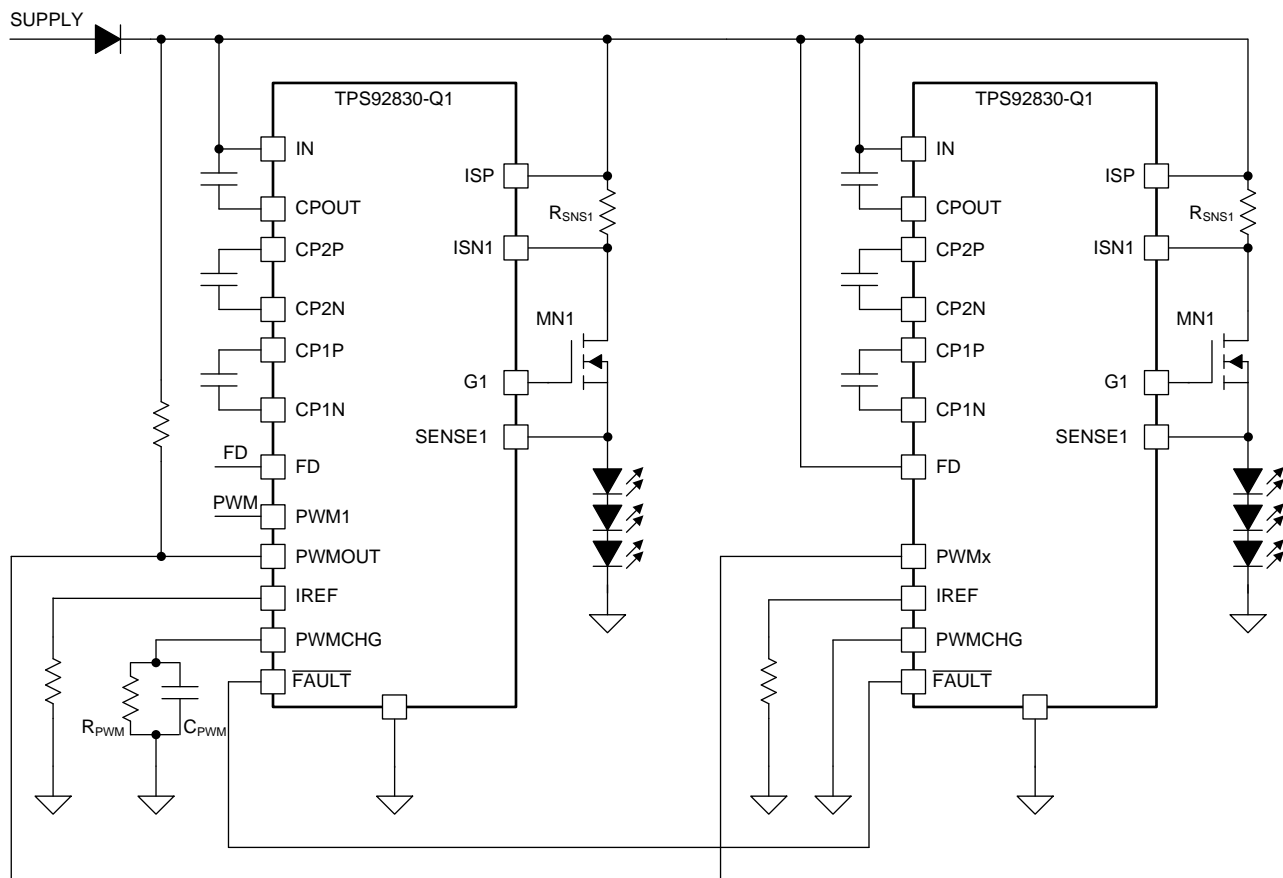 SUPPLY
TPS92830-Q1
IN
CPOUT
CP2P
CP2N
CP1P
CP1N
FD
FD
PWM
PWM1
PWMOUT
IREF
PWMCHG
FAULT
RPWM
CPWM
ISP
RSNS1
ISN1
MN1
G1
SENSE1
TPS92830-Q1
IN
CPOUT
CP2P
CP2N
CP1P
CP1N
FD
PWMx
IREF
PWMCHG
FAULT
ISP
RSNS1
ISN1
MN1
G1
SENSE1